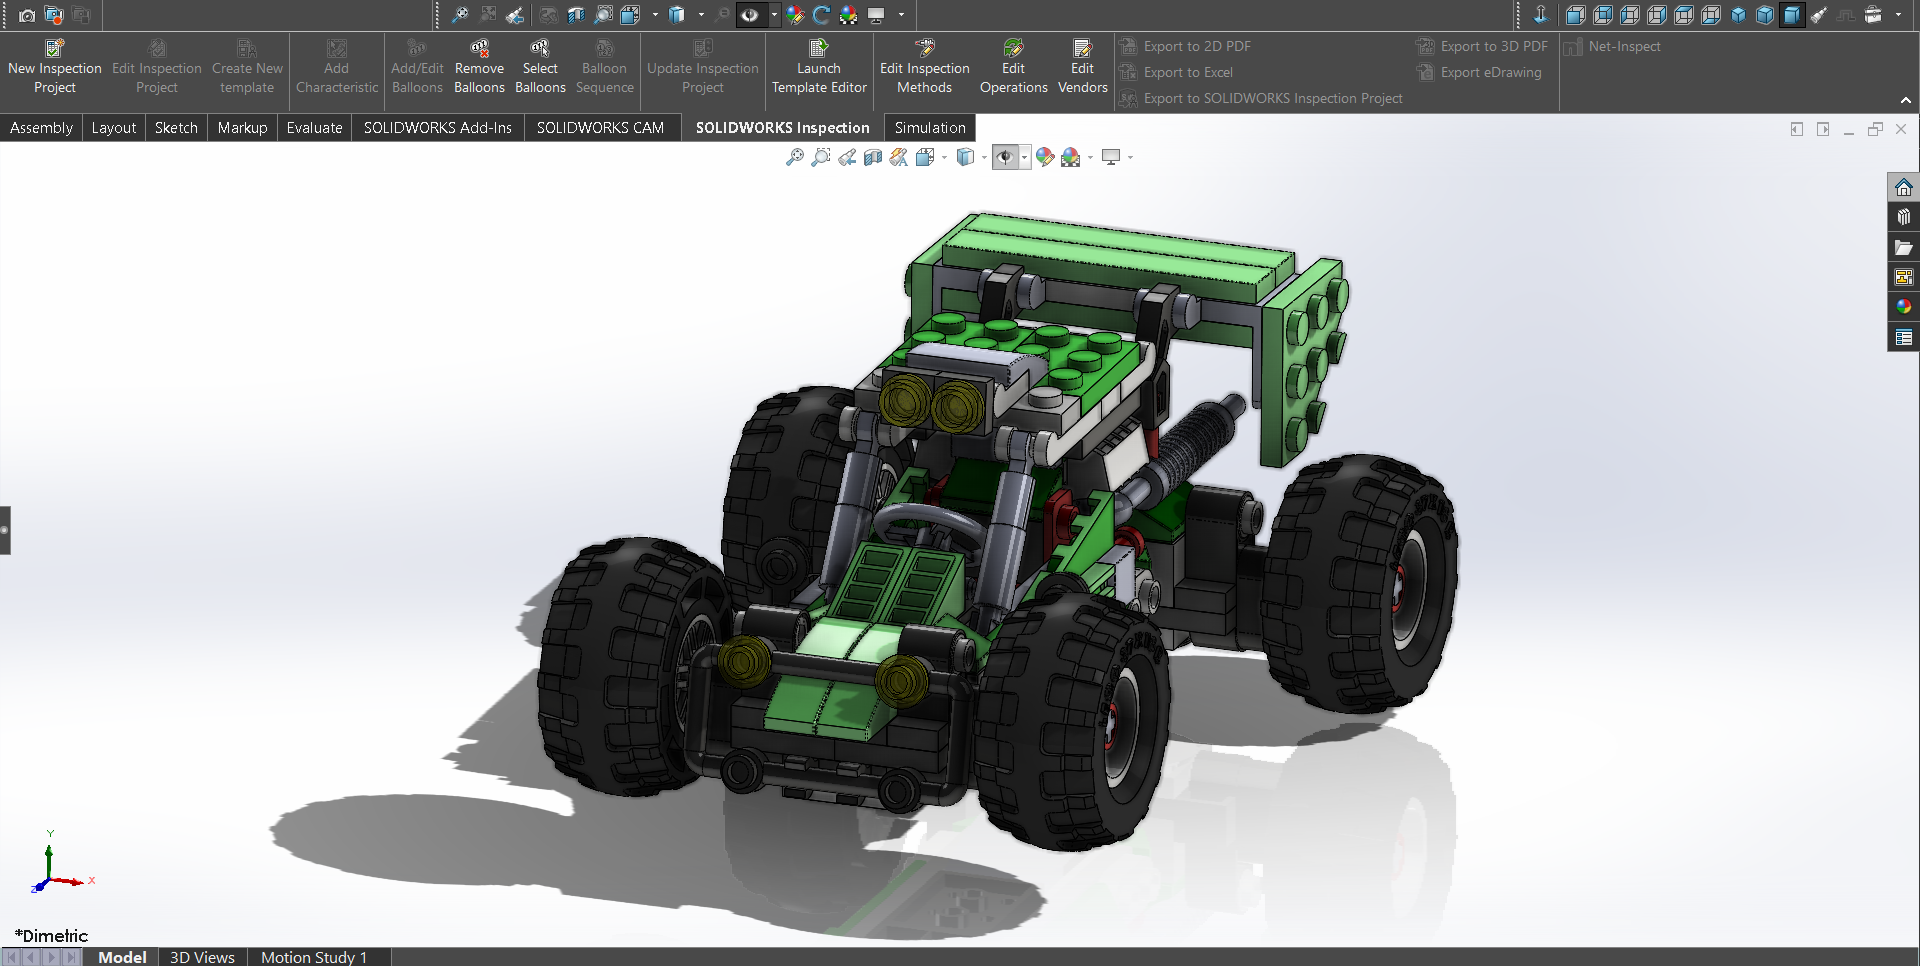 New Inspection
Project
Edit Inspection
Project
Create New
template
Add
Characteristic
Add/Edit
Balloons
Remove
Balloons
Select
Balloons
Balloon
Sequence
Update Inspection
Project
Launch
Template Editor
Edit Inspection
Methods
Edit
Operations
Edit
Vendors
Export to 2D PDF
Export to Excel
Export to SOLIDWORKS Inspection Project
Export to 3D PDF
Export eDrawing
Net-Inspect
Assembly
Layout
Sketch
Markup
Evaluate
SOLIDWORKS Add-Ins
SOLIDWORKS CAM
SOLIDWORKS Inspection
Simulation
Y
X
Z
*Dimetric
Model
3D Views
Motion Study 1